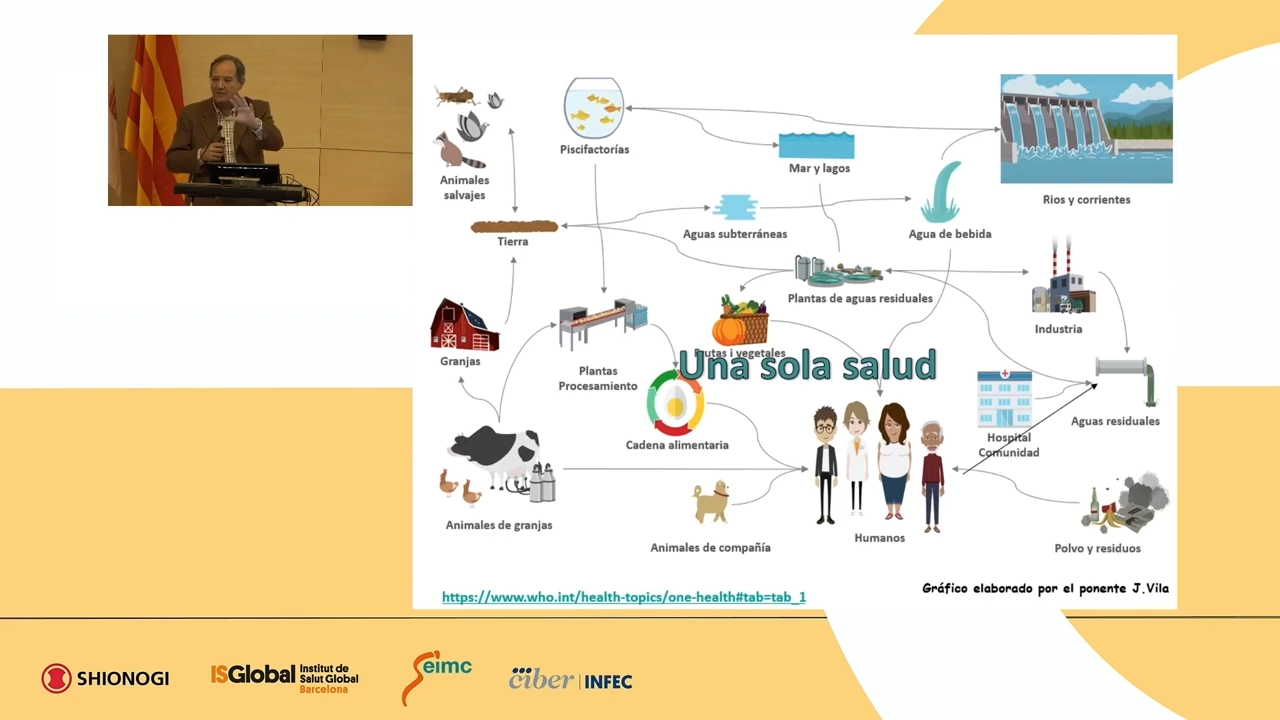 Animales
salvajes
Piscifactorías
Mar y lagos
Rios y corrientes
Tierra
Aguas subterráneas
Agua de bebida
Plantas de aguas residuales
Industria
Granjas
Plantas
Procesamiento
Frutas i vegetales
Una sola salud
Aguas residuales
Cadena alimentaria
Hospital
Comunidad
Animales de granjas
Animales de compañía
Humanos
Polvo y residuos
https://www.who.int/health-topics/one-health#tab=tab_1
Gráfico elaborado por el ponente J.Vila
SHIONOGI
ISGlobal Institut de
Salut Global
Barcelona
Seimc
ciber | INFEC